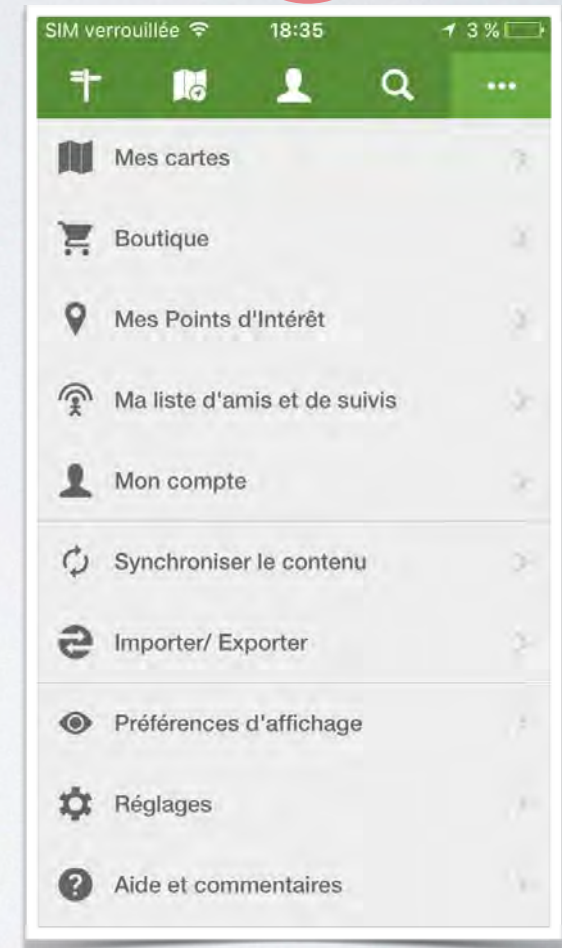 SIM verrouillée 18:35 3 %
Mes cartes
Boutique
Mes Points d'Intérêt
Ma liste d'amis et de suivis
Mon compte
Synchroniser le contenu
Importer/ Exporter
Préférences d'affichage
Réglages
Aide et commentaires